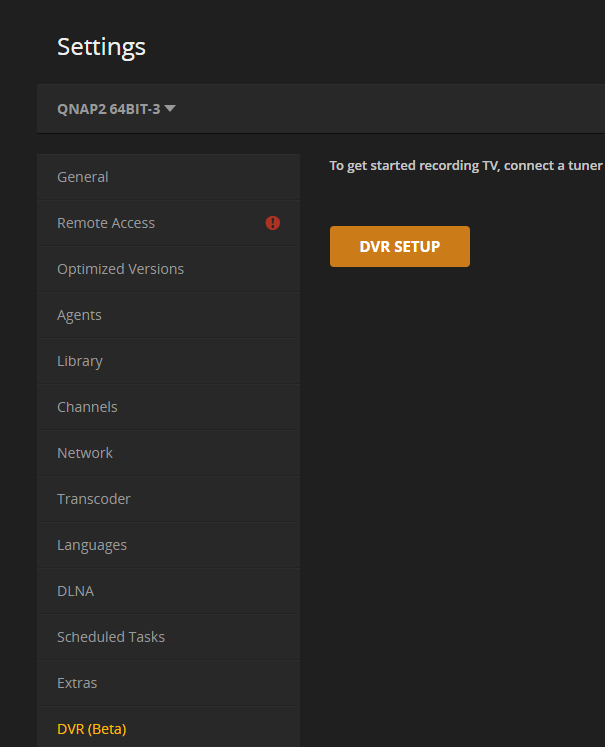 Settings
QNAP2 64BIT-3
General
Remote Access
Optimized Versions
Agents
Library
Channels
Network
Transcoder
Languages
DLNA
Scheduled Tasks
Extras
DVR (Beta)
To get started recording TV, connect a tuner
DVR SETUP